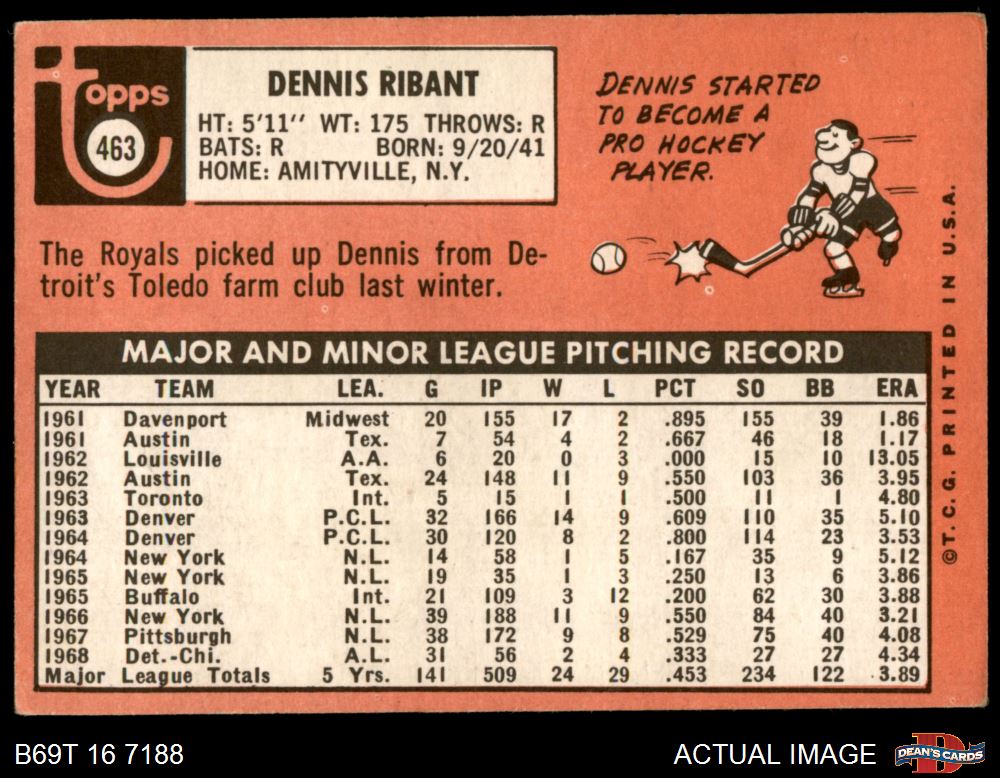 Topps
463
DENNIS RIBANT
HT: 5'11'' WT: 175 THROWS: R
BATS: R BORN: 9/20/41
HOME: AMITYVILLE, N.Y.
DENNIS STARTED
TO BECOME A
PRO HOCKEY
PLAYER.
The Royals picked up Dennis from De-
troit's Toledo farm club last winter.
MAJOR AND MINOR LEAGUE PITCHING RECORD
YEAR TEAM LEA. G IP W L PCT SO BB ERA
1961 Davenport Midwest 20 155 17 2 .895 155 39 1.86
1961 Austin Tex. 7 54 4 2 .667 46 18 1.17
1962 Louisville A.A. 6 20 0 3 .000 15 10 13.05
1962 Austin Tex. 24 148 11 9 .550 103 36 3.95
1963 Toronto Int. 5 15 1 1 .500 11 1 4.80
1963 Denver P.C.L. 32 166 14 9 .609 110 35 5.10
1964 Denver P.C.L. 30 120 8 2 .800 114 23 3.53
1964 New York N.L. 14 58 1 5 .167 35 9 5.12
1965 New York N.L. 19 35 1 3 .250 13 6 3.86
1965 Buffalo Int. 21 109 3 12 .200 62 30 3.88
1966 New York N.L. 39 188 11 9 .550 84 40 3.21
1967 Pittsburgh N.L. 38 172 9 8 .529 75 40 4.08
1968 Det.-Chi. A.L. 31 56 2 4 .333 27 27 4.34
Major League Totals 5 Yrs. 141 509 24 29 .453 234 122 3.89
©T.C.G. PRINTED IN U.S.A.
B69T 16 7188
ACTUAL IMAGE
DEAN'S CARDS